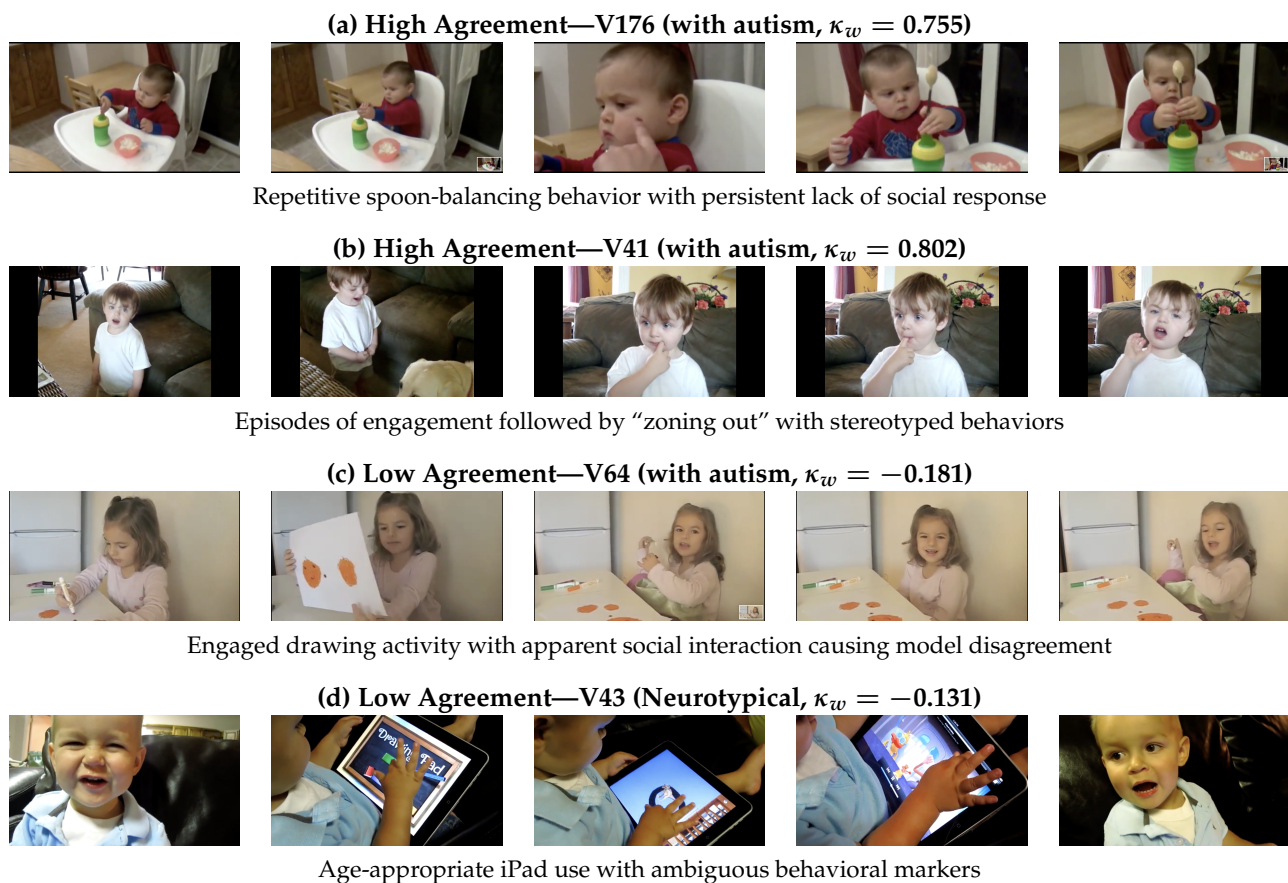 (a) High Agreement—V176 (with autism, κw = 0.755)
Repetitive spoon-balancing behavior with persistent lack of social response
(b) High Agreement—V41 (with autism, κw = 0.802)
Episodes of engagement followed by “zoning out” with stereotyped behaviors
(c) Low Agreement—V64 (with autism, κw = −0.181)
Engaged drawing activity with apparent social interaction causing model disagreement
(d) Low Agreement—V43 (Neurotypical, κw = −0.131)
Drawing Pad
Age-appropriate iPad use with ambiguous behavioral markers